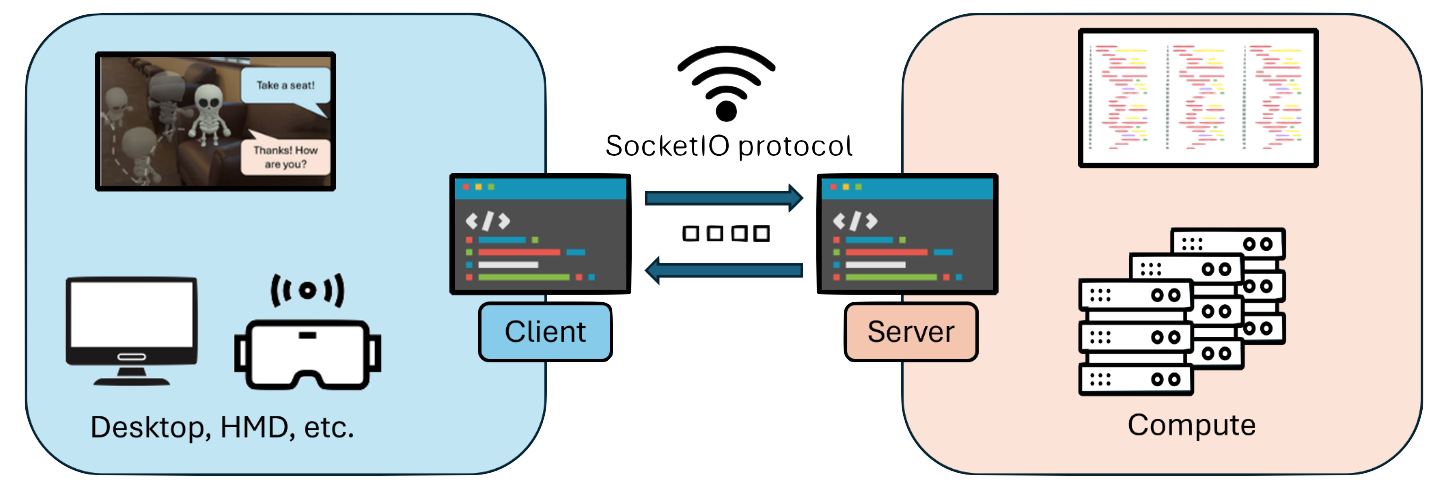 Take a seat!
Thanks! How
are you?
SocketIO protocol
</>
</>
Client
Server
Desktop, HMD, etc.
Compute